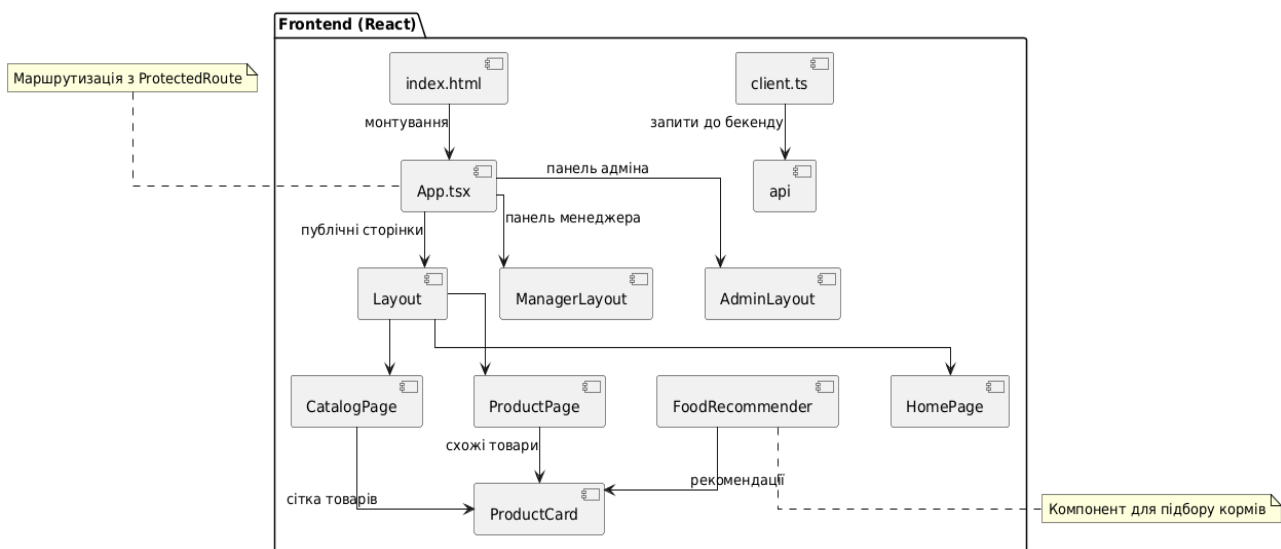 Frontend (React)
Маршрутизація з ProtectedRoute
index.html
client.ts
монтування
запити до бекенду
App.tsx
панель адміна
api
публічні сторінки
панель менеджера
Layout
ManagerLayout
AdminLayout
CatalogPage
ProductPage
FoodRecommender
HomePage
схожі товари
сітка товарів
рекомендації
ProductCard
Компонент для підбору кормів